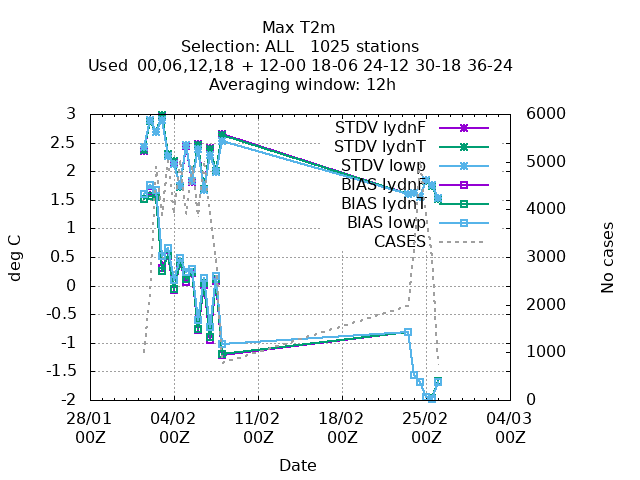 Max T2m
Selection: ALL   1025 stations
Used  00,06,12,18 + 12-00 18-06 24-12 30-18 36-24
Averaging window: 12h
STDV lydnF
STDV lydnT
STDV lowp
BIAS lydnF
BIAS lydnT
BIAS lowp
CASES
deg C
3
2.5
2
1.5
1
0.5
0
-0.5
-1
-1.5
-2
No cases
6000
5000
4000
3000
2000
1000
0
28/01 04/02 11/02 18/02 25/02 04/03
00Z 00Z 00Z 00Z 00Z 00Z
Date